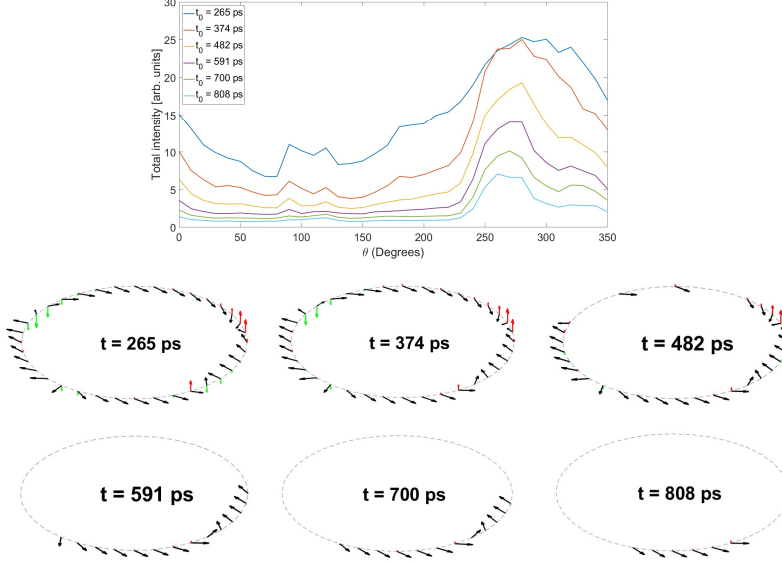 30
25
20
15
10
5
0
Total intensity [arb. units]
t0 = 265 ps
t0 = 374 ps
t0 = 482 ps
t0 = 591 ps
t0 = 700 ps
t0 = 808 ps
0 50 100 150 200 250 300 350
θ (Degrees)
t = 265 ps
t = 374 ps
t = 482 ps
t = 591 ps
t = 700 ps
t = 808 ps